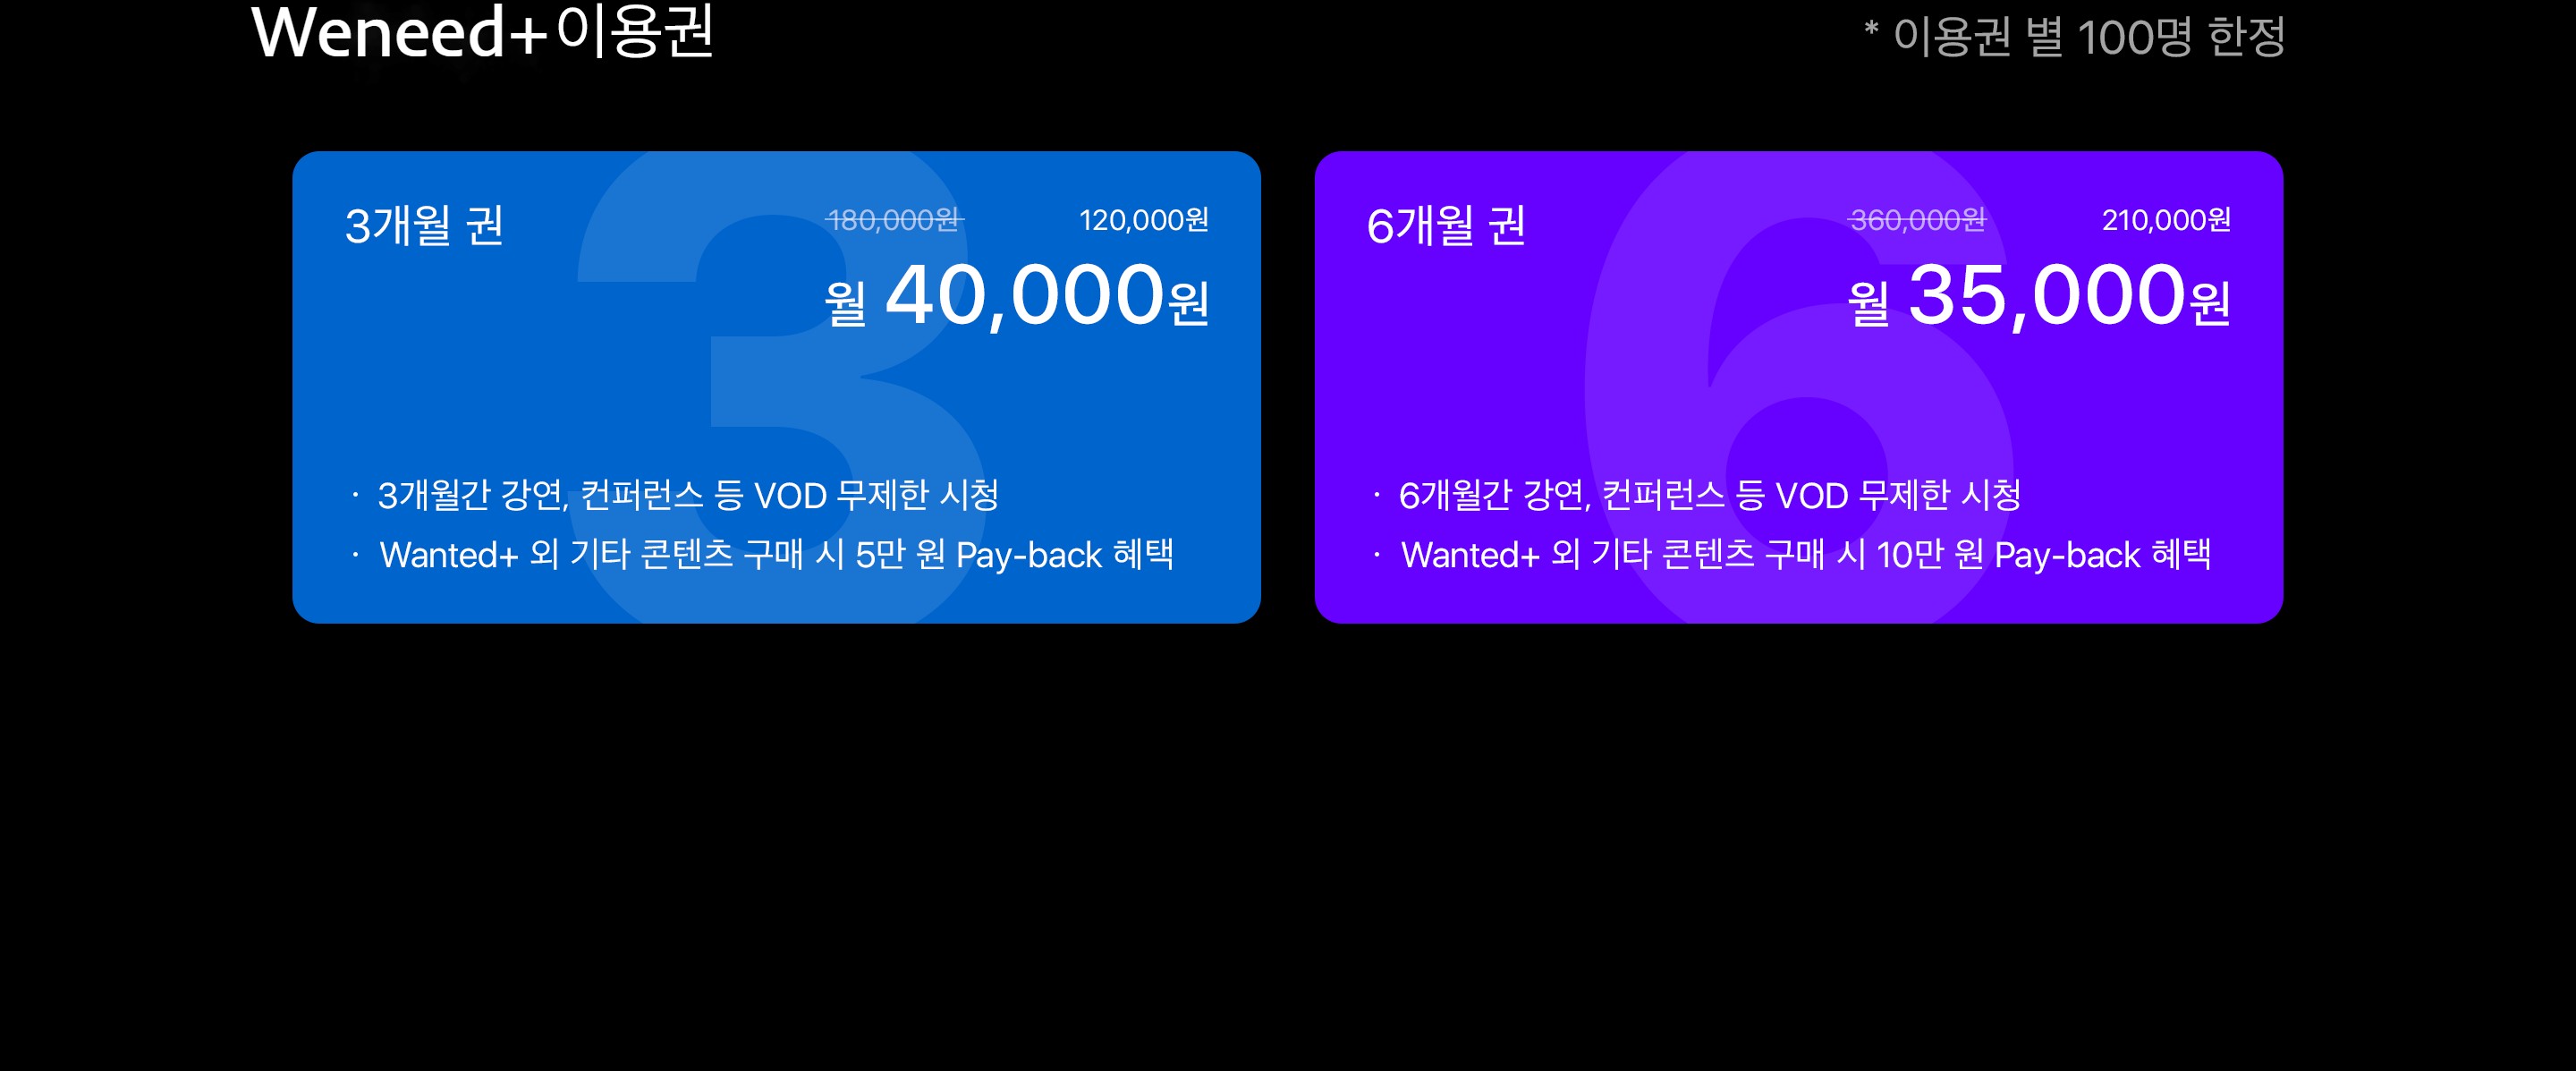 Weneed+이용권
* 이용권 별 100명 한정
3개월 권
180,000원 120,000원
월 40,000원
· 3개월간 강연, 컨퍼런스 등 VOD 무제한 시청
· Wanted+ 외 기타 콘텐츠 구매 시 5만 원 Pay-back 혜택
6개월 권
360,000원 210,000원
월 35,000원
· 6개월간 강연, 컨퍼런스 등 VOD 무제한 시청
· Wanted+ 외 기타 콘텐츠 구매 시 10만 원 Pay-back 혜택
3
6